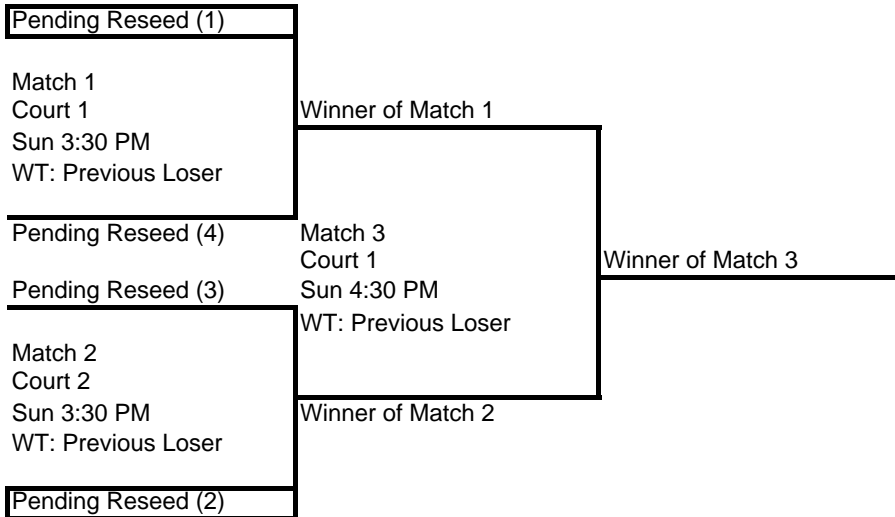 Pending Reseed (1)
Match 1
Court 1
Sun 3:30 PM
WT: Previous Loser
Winner of Match 1
Pending Reseed (4)
Match 3
Court 1
Sun 4:30 PM
WT: Previous Loser
Winner of Match 3
Pending Reseed (3)
Match 2
Court 2
Sun 3:30 PM
WT: Previous Loser
Winner of Match 2
Pending Reseed (2)